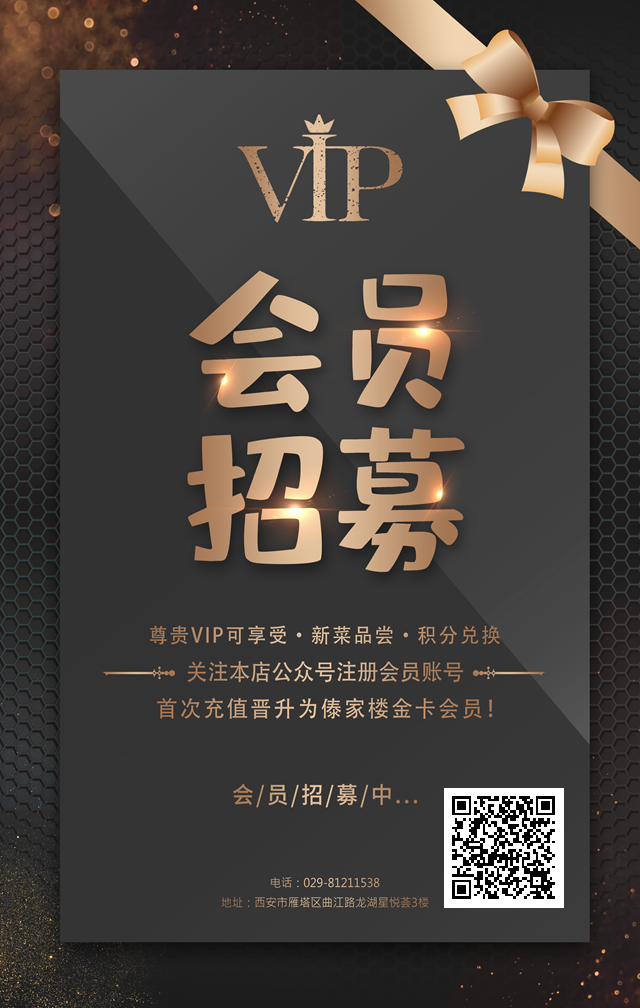 VIP
会员
招募
尊贵VIP可享受·新菜品尝·积分兑换
关注本店公众号注册会员账号
首次充值晋升为傣家楼金卡会员！
会/员/招/募/中...
电话：029-81211538
地址：西安市雁塔区曲江路龙湖星悦荟3楼